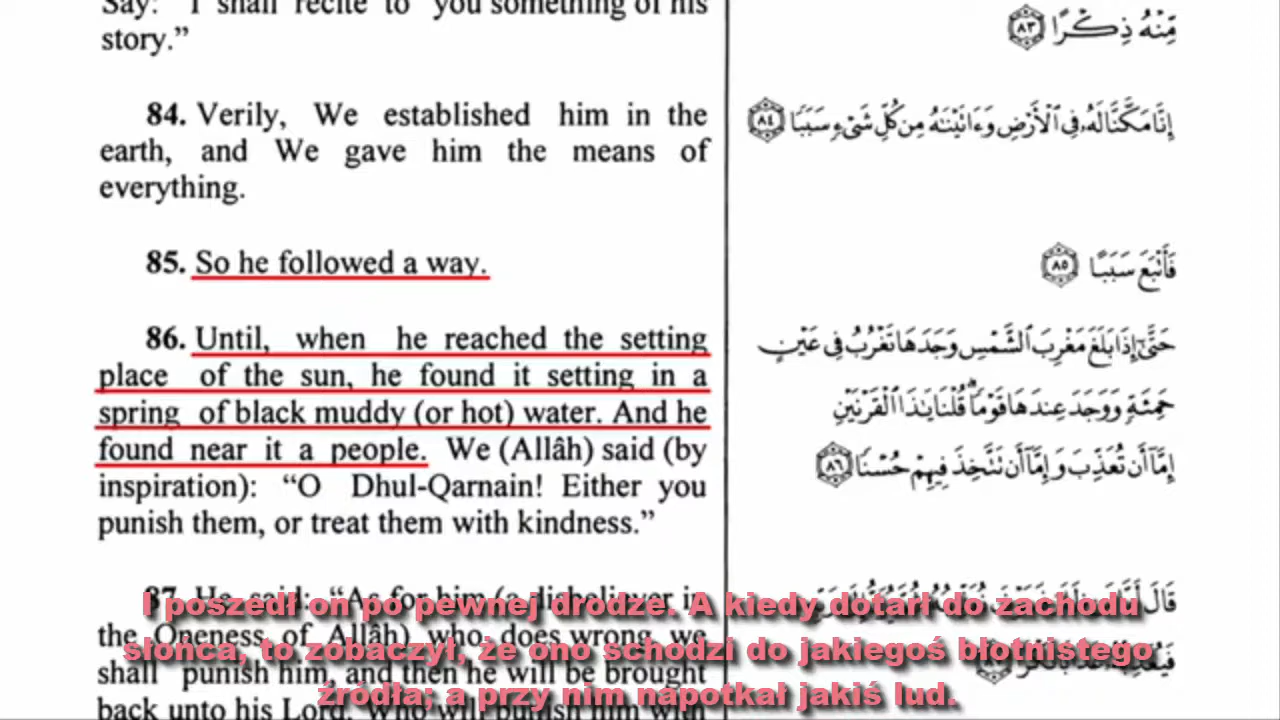 Say: "I shall recite to you something of his
story."
84. Verily, We established him in the
earth, and We gave him the means of
everything.
85. So he followed a way.
86. Until, when he reached the setting
place of the sun, he found it setting in a
spring of black muddy (or hot) water. And he
found near it a people. We (Allâh) said (by
inspiration): “O Dhul-Qarnain! Either you
punish them, or treat them with kindness.”
87. He said: “As for him (a disbeliever in
the Oneness of Allâh) who does wrong, we
shall punish him, and then he will be brought
back unto his Lord, Who will punish him with
مِّنْهُ ذِكْرًا ٨٣
إِنَّا مَكَّنَّا لَهُۥ فِي ٱلْأَرْضِ وَءَاتَيْنَٰهُ مِن كُلِّ شَىْءٍ سَبَبًا ٨٤
فَأَتْبَعَ سَبَبًا ٨٥
حَتَّىٰٓ إِذَا بَلَغَ مَغْرِبَ ٱلشَّمْسِ وَجَدَهَا تَغْرُبُ فِي عَيْنٍ
حَمِئَةٍ وَوَجَدَ عِندَهَا قَوْمًا ۗ قُلْنَا يَٰذَا ٱلْقَرْنَيْنِ
إِمَّآ أَن تُعَذِّبَ وَإِمَّآ أَن تَتَّخِذَ فِيهِمْ حُسْنًا ٨٦
قَالَ أَمَّا
I poszedł on po pewnej drodze. A kiedy dotarł do zachodu
słońca, to zobaczył, że ono schodzi do jakiegoś błotnistego
źródła; a przy nim napotkał jakiś lud.